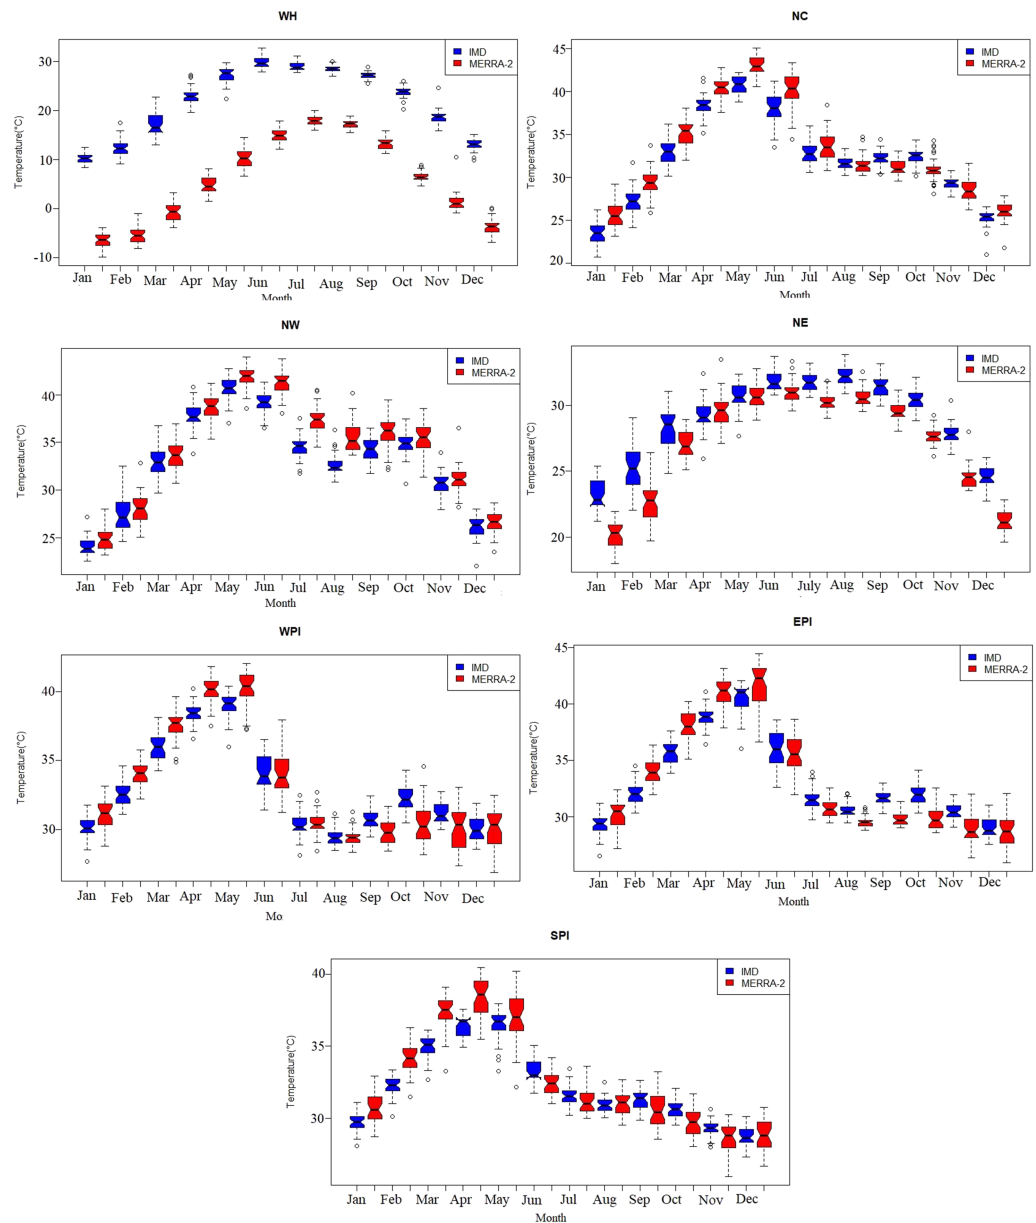 WH
IMD
MERRA-2
Temperature(°C)
30
20
10
0
-10
Jan Feb Mar Apr May Jun Jul Aug Sep Oct Nov Dec
Month
NC
IMD
MERRA-2
Temperature(°C)
45
40
35
30
25
20
Jan Feb Mar Apr May Jun Jul Aug Sep Oct Nov Dec
Month
NW
IMD
MERRA-2
Temperature(°C)
40
35
30
25
Jan Feb Mar Apr May Jun Jul Aug Sep Oct Nov Dec
Month
NE
IMD
MERRA-2
Temperature(°C)
30
25
20
Jan Feb Mar Apr May Jun July Aug Sep Oct Nov Dec
Month
WPI
IMD
MERRA-2
Temperature(°C)
40
35
30
Jan Feb Mar Apr May Jun Jul Aug Sep Oct Nov Dec
Mo
EPI
IMD
MERRA-2
Temperature(°C)
45
40
35
30
Jan Feb Mar Apr May Jun Jul Aug Sep Oct Nov Dec
Month
SPI
IMD
MERRA-2
Temperature(°C)
40
35
30
Jan Feb Mar Apr May Jun Jul Aug Sep Oct Nov Dec
Month